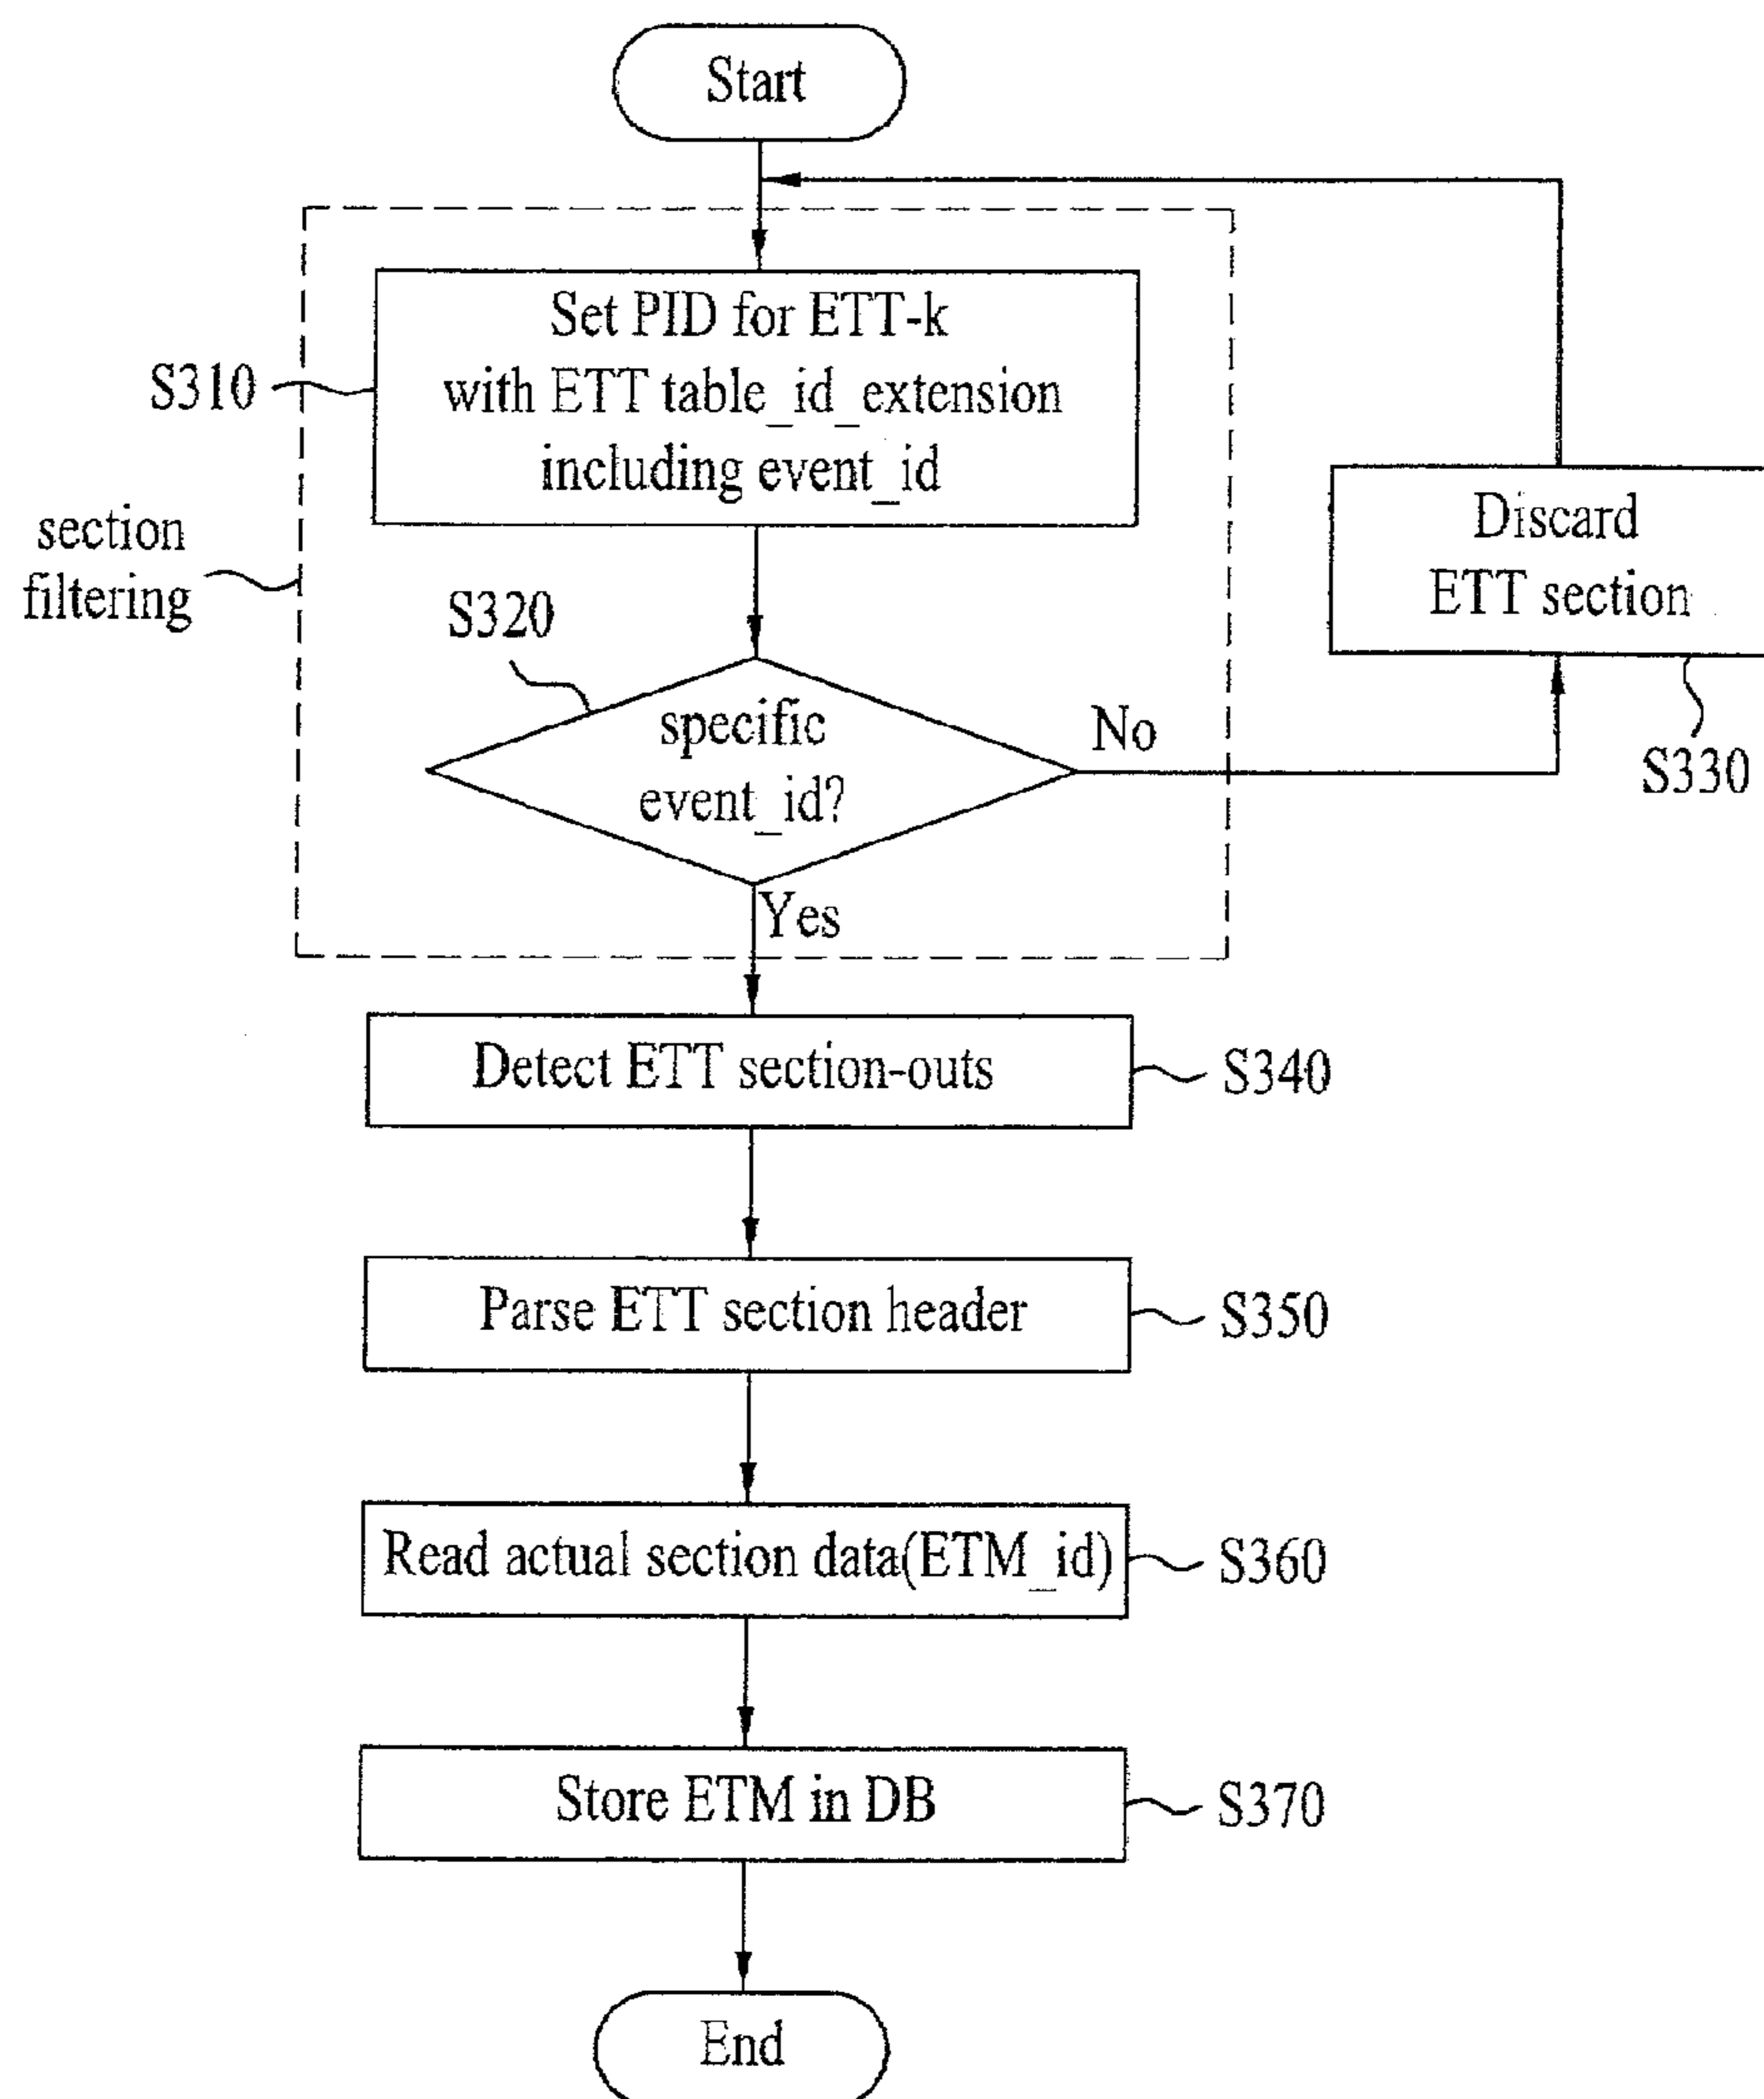 Start
Set PID for ETT-k
with ETT table_id_extension
including event_id
S310
section
filtering
Discard
ETT section
S330
S320
specific
event_id?
No
Yes
Detect ETT section-outs
S340
Parse ETT section header
S350
Read actual section data(ETM_id)
S360
Store ETM in DB
S370
End